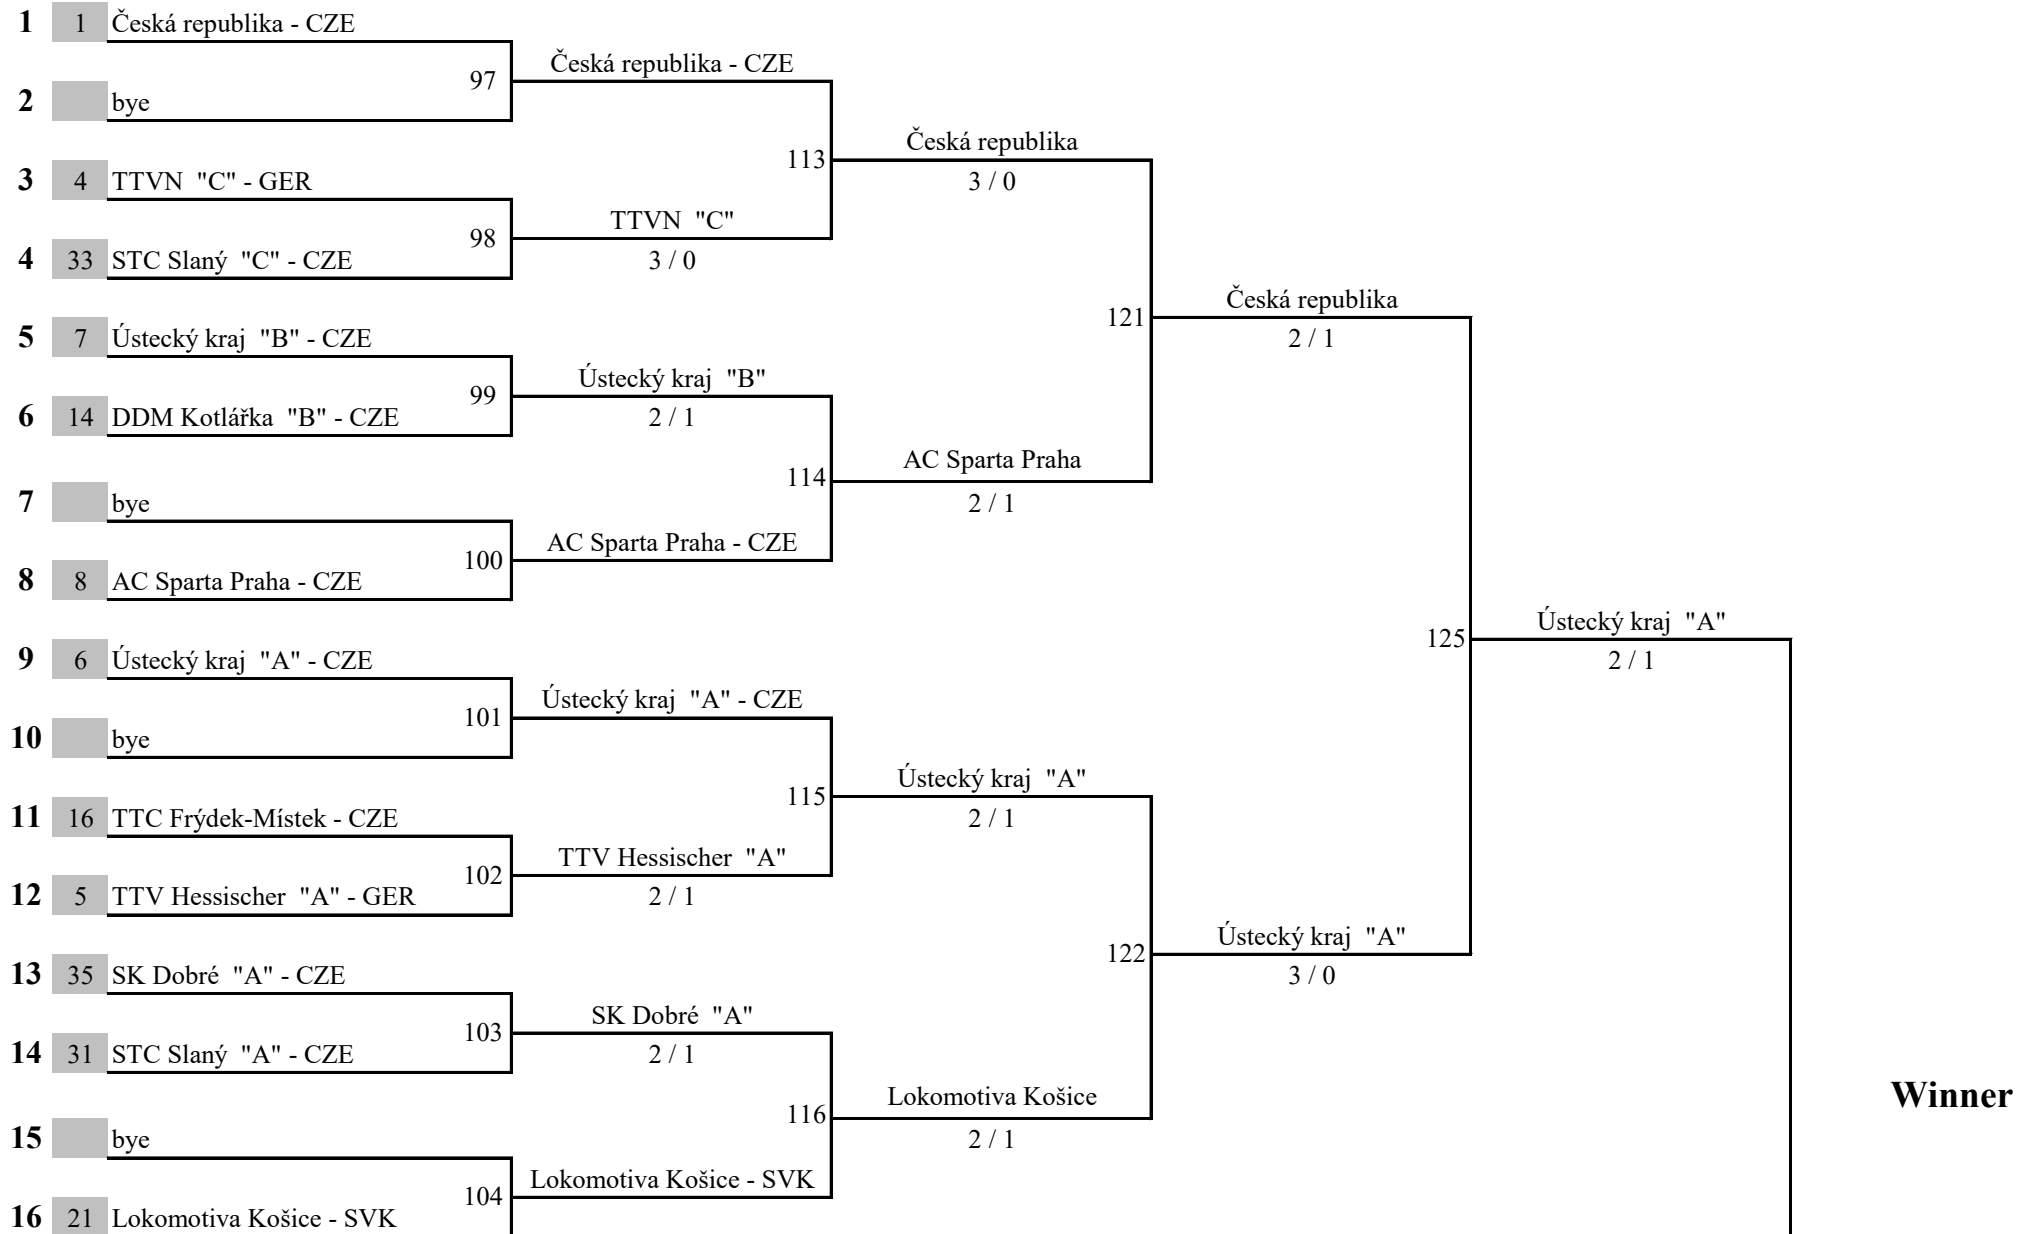 1 1 Česká republika - CZE
97 Česká republika - CZE
2 bye
113 Česká republika
3 / 0
3 4 TTVN "C" - GER
98 TTVN "C"
3 / 0
4 33 STC Slaný "C" - CZE
121 Česká republika
2 / 1
5 7 Ústecký kraj "B" - CZE
99 Ústecký kraj "B"
2 / 1
6 14 DDM Kotlářka "B" - CZE
114 AC Sparta Praha
2 / 1
7 bye
100 AC Sparta Praha - CZE
8 8 AC Sparta Praha - CZE
125 Ústecký kraj "A"
2 / 1
9 6 Ústecký kraj "A" - CZE
101 Ústecký kraj "A" - CZE
10 bye
115 Ústecký kraj "A"
2 / 1
11 16 TTC Frýdek-Místek - CZE
102 TTV Hessischer "A"
2 / 1
12 5 TTV Hessischer "A" - GER
122 Ústecký kraj "A"
3 / 0
13 35 SK Dobré "A" - CZE
103 SK Dobré "A"
2 / 1
14 31 STC Slaný "A" - CZE
Winner
116 Lokomotiva Košice
2 / 1
15 bye
104 Lokomotiva Košice - SVK
16 21 Lokomotiva Košice - SVK